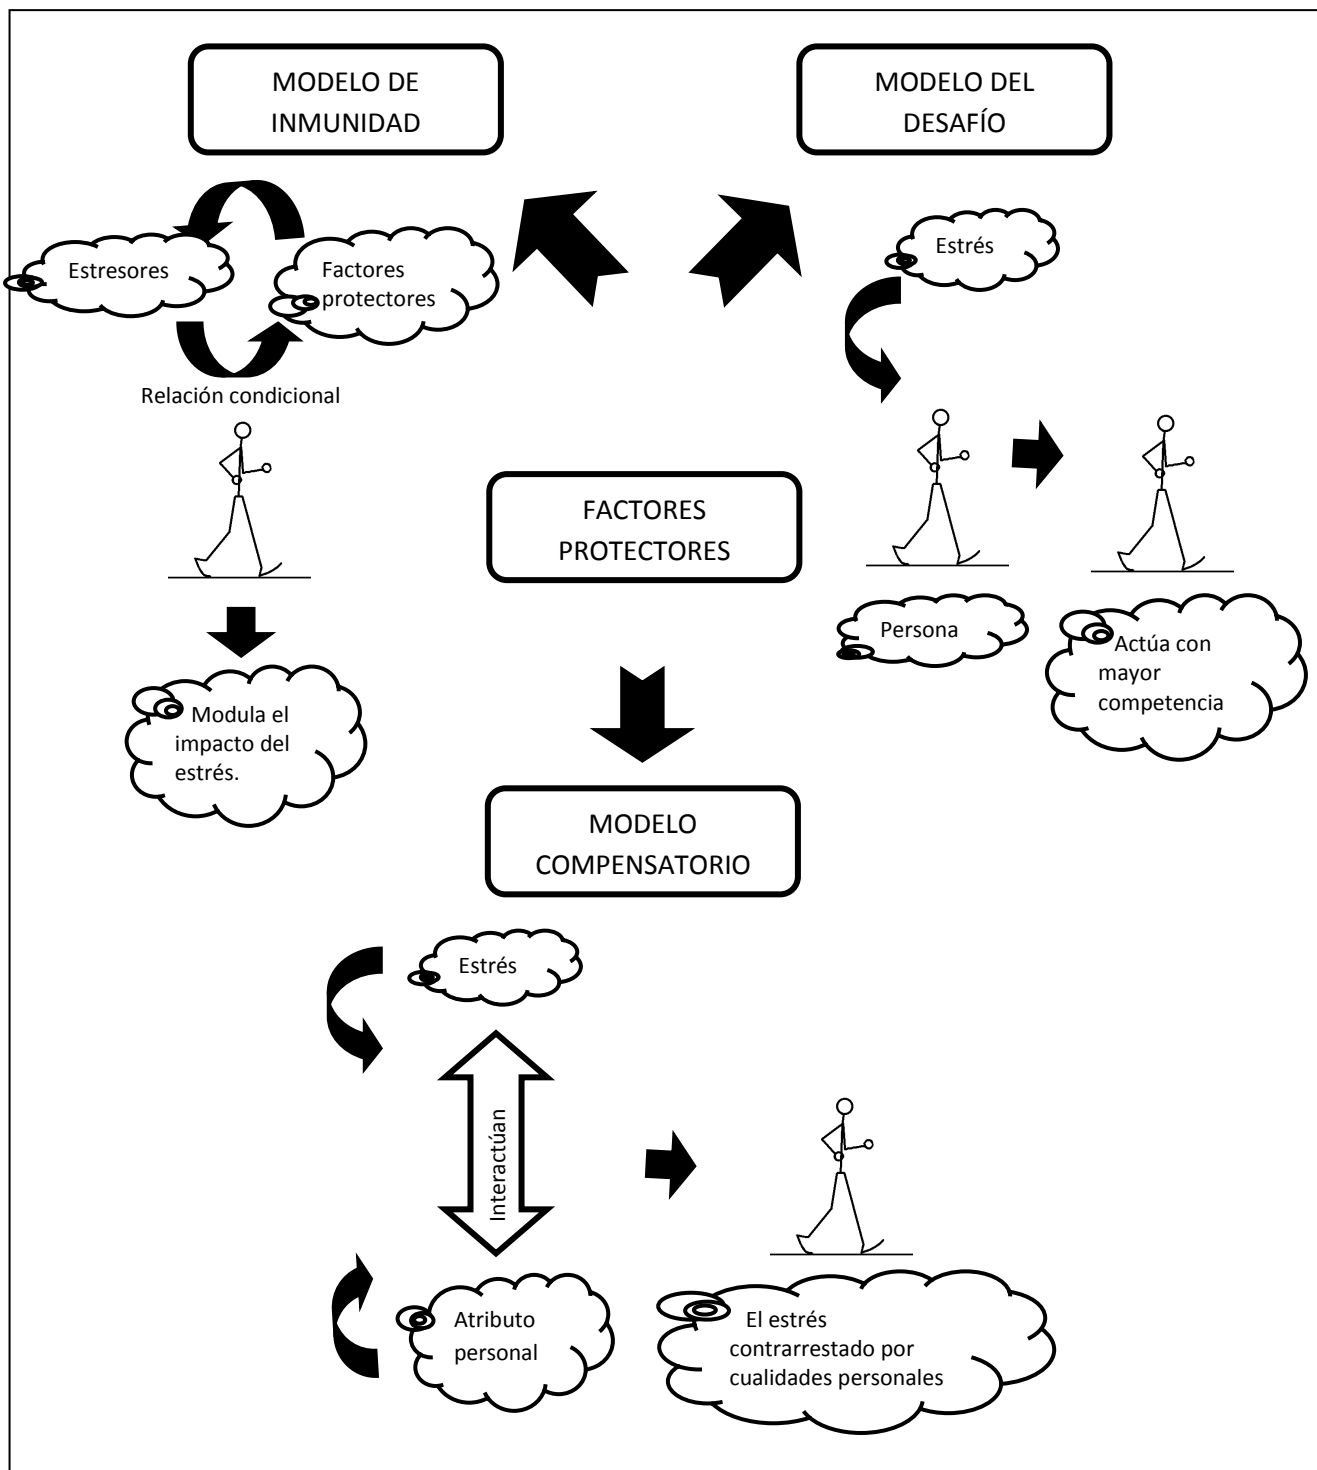 MODELO DE
INMUNIDAD
MODELO DEL
DESAFÍO
Estresores
Factores
protectores
Relación condicional
Estrés
FACTORES
PROTECTORES
Persona
Actúa con
mayor
competencia
Modula el
impacto del
estrés.
MODELO
COMPENSATORIO
Estrés
Interactúan
Atributo
personal
El estrés
contrarrestado por
cualidades personales